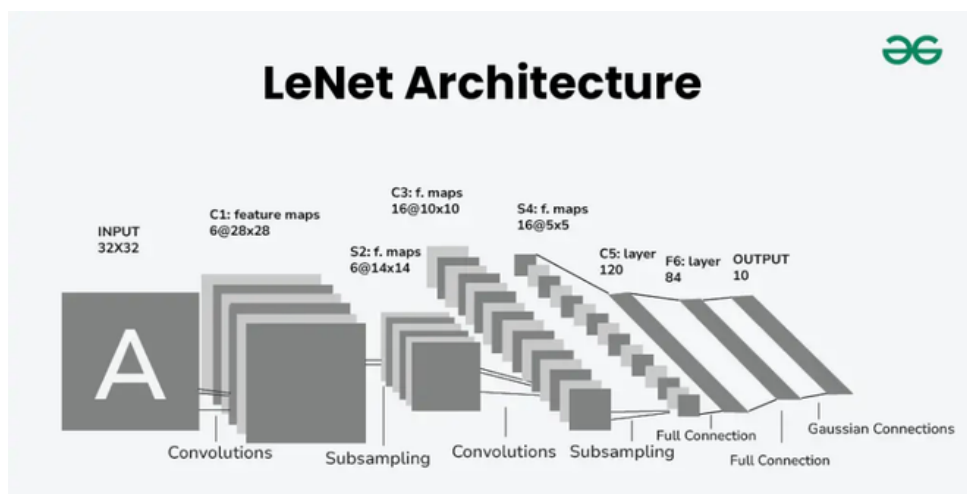 LeNet Architecture
INPUT
32X32
C1: feature maps
6@28x28
S2: f. maps
6@14x14
C3: f. maps
16@10x10
S4: f. maps
16@5x5
C5: layer
120
F6: layer
84
OUTPUT
10
A
Convolutions
Subsampling
Convolutions
Subsampling
Full Connection
Full Connection
Gaussian Connections